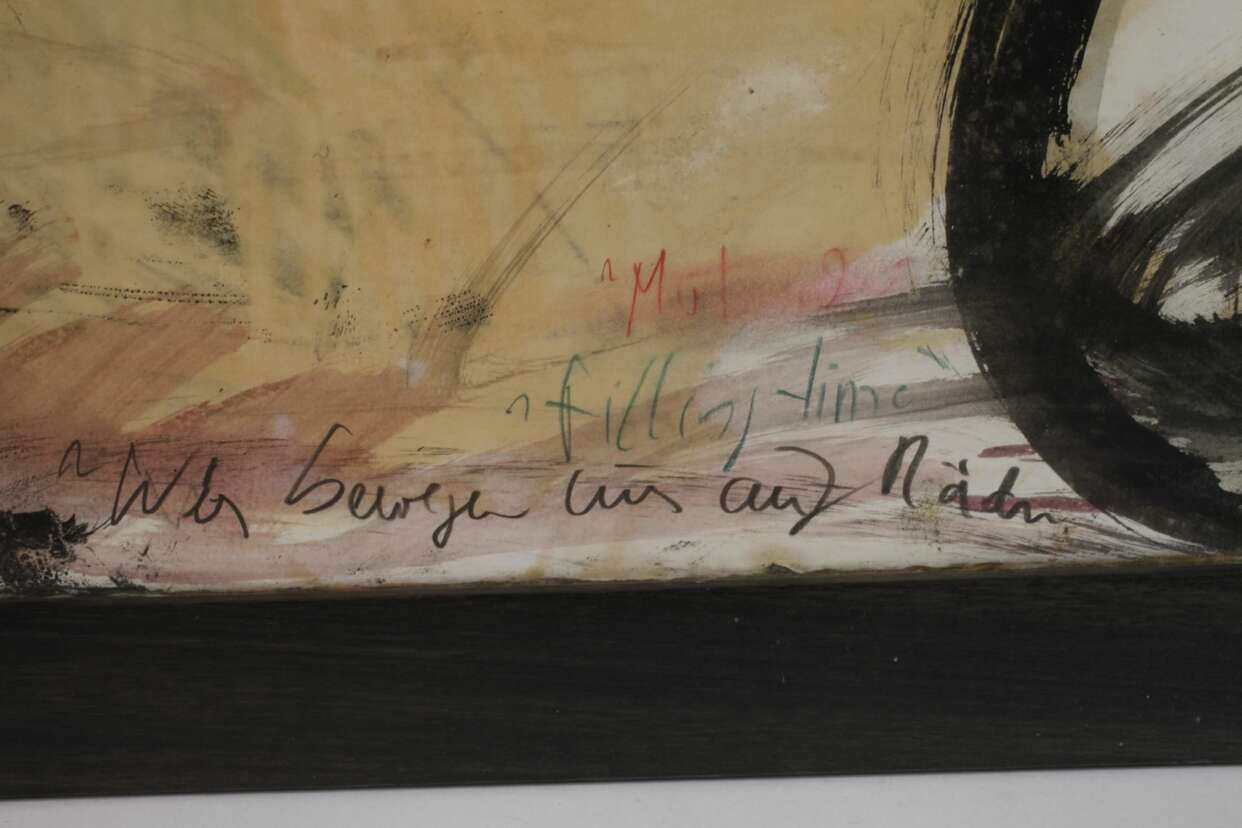 "filling time"
"Wir bewegen uns auf Rädern